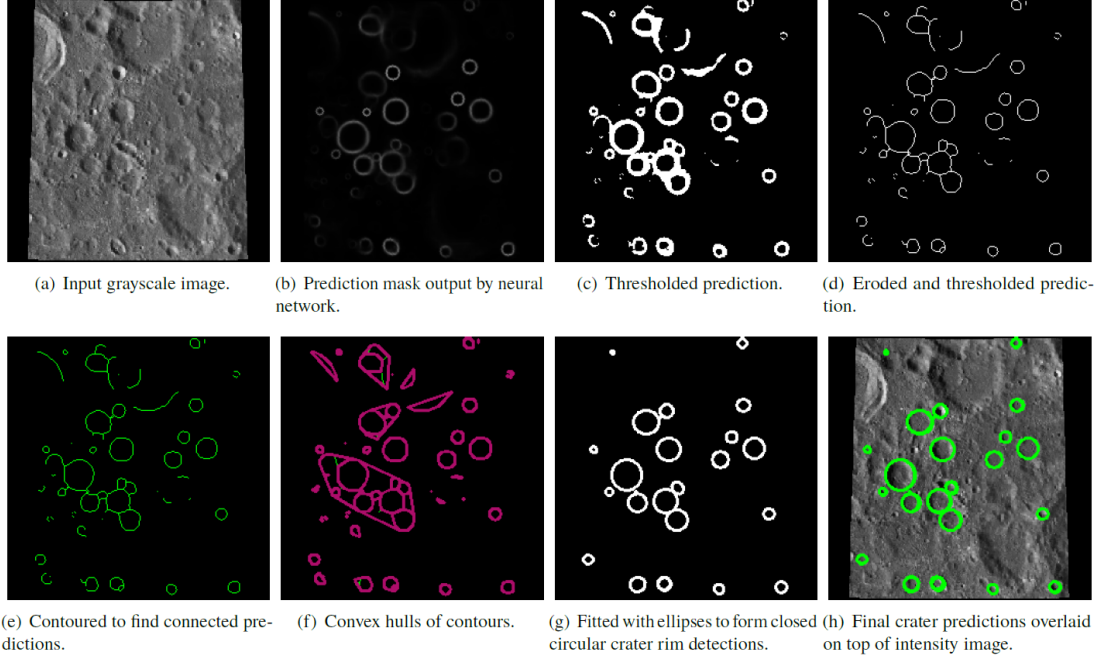 (a) Input grayscale image.
(b) Prediction mask output by neural
network.
(c) Thresholded prediction.
(d) Eroded and thresholded predic-
tion.
(e) Contoured to find connected pre-
dictions.
(f) Convex hulls of contours.
(g) Fitted with ellipses to form closed
circular crater rim detections.
(h) Final crater predictions overlaid
on top of intensity image.